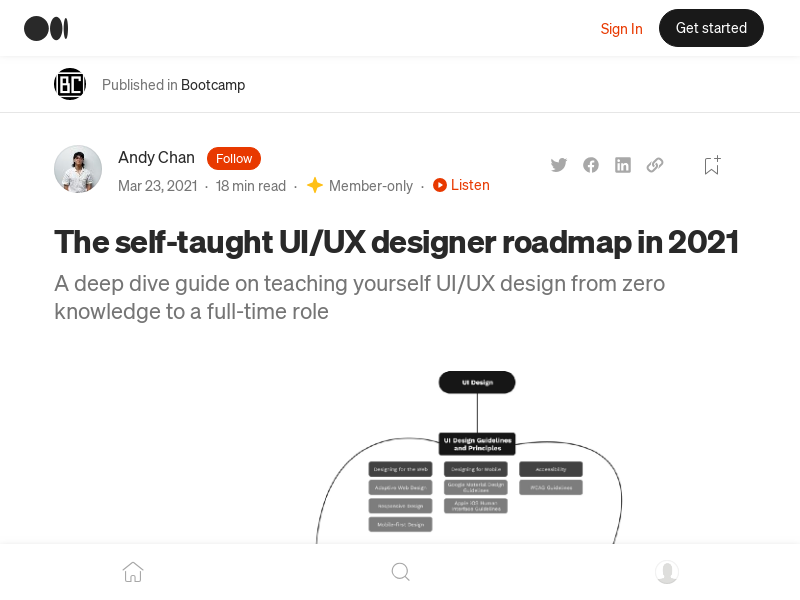 Sign In
Get started
BC
Published in Bootcamp
Andy Chan
Follow
Mar 23, 2021 · 18 min read · Member-only · Listen
The self-taught UI/UX designer roadmap in 2021
A deep dive guide on teaching yourself UI/UX design from zero
knowledge to a full-time role
UI Design
UI Design Guidelines
and Principles
Designing for the Web
Designing for Mobile
Accessibility
Adaptive Web Design
Google Material Design
Guidelines
WCAG Guidelines
Responsive Design
Apple iOS Human
Interface Guidelines
Mobile-First Design